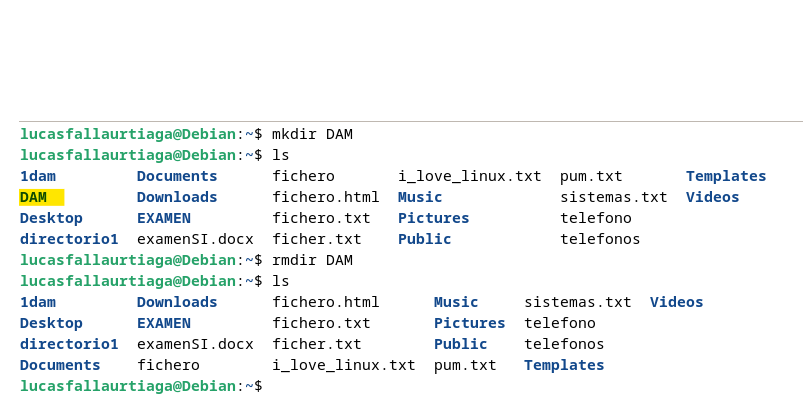 lucasfallaurtiaga@Debian:~$ mkdir DAM
lucasfallaurtiaga@Debian:~$ ls
1dam         Documents      fichero       i_love_linux.txt  pum.txt       Templates
DAM          Downloads      fichero.html  Music             sistemas.txt  Videos
Desktop      EXAMEN         fichero.txt   Pictures          telefono
directorio1  examenSI.docx  ficher.txt    Public            telefonos
lucasfallaurtiaga@Debian:~$ rmdir DAM
lucasfallaurtiaga@Debian:~$ ls
1dam         Downloads      fichero.html      Music     sistemas.txt  Videos
Desktop      EXAMEN         fichero.txt       Pictures  telefono
directorio1  examenSI.docx  ficher.txt        Public    telefonos
Documents    fichero        i_love_linux.txt  pum.txt   Templates
lucasfallaurtiaga@Debian:~$